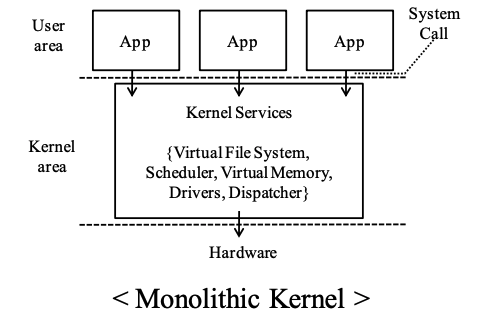 User
area
App
App
App
System
Call
Kernel
area
Kernel Services
{Virtual File System,
Scheduler, Virtual Memory,
Drivers, Dispatcher}
Hardware
< Monolithic Kernel >